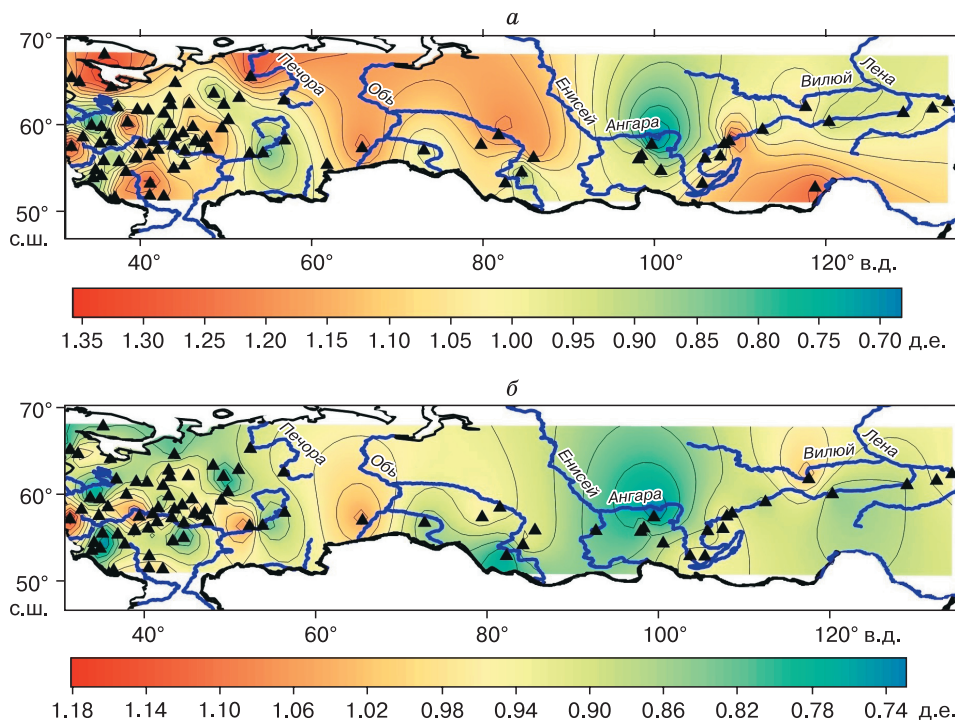 а
70°
60°
50°
с.ш.
Печора
Обь
Енисей
Ангара
Вилюй
Лена
40° 60° 80° 100° 120° в.д.
1.35 1.30 1.25 1.20 1.15 1.10 1.05 1.00 0.95 0.90 0.85 0.80 0.75 0.70 д.е.
б
70°
60°
50°
с.ш.
Печора
Обь
Енисей
Ангара
Вилюй
Лена
40° 60° 80° 100° 120° в.д.
1.18 1.14 1.10 1.06 1.02 0.98 0.94 0.90 0.86 0.82 0.78 0.74 д.е.